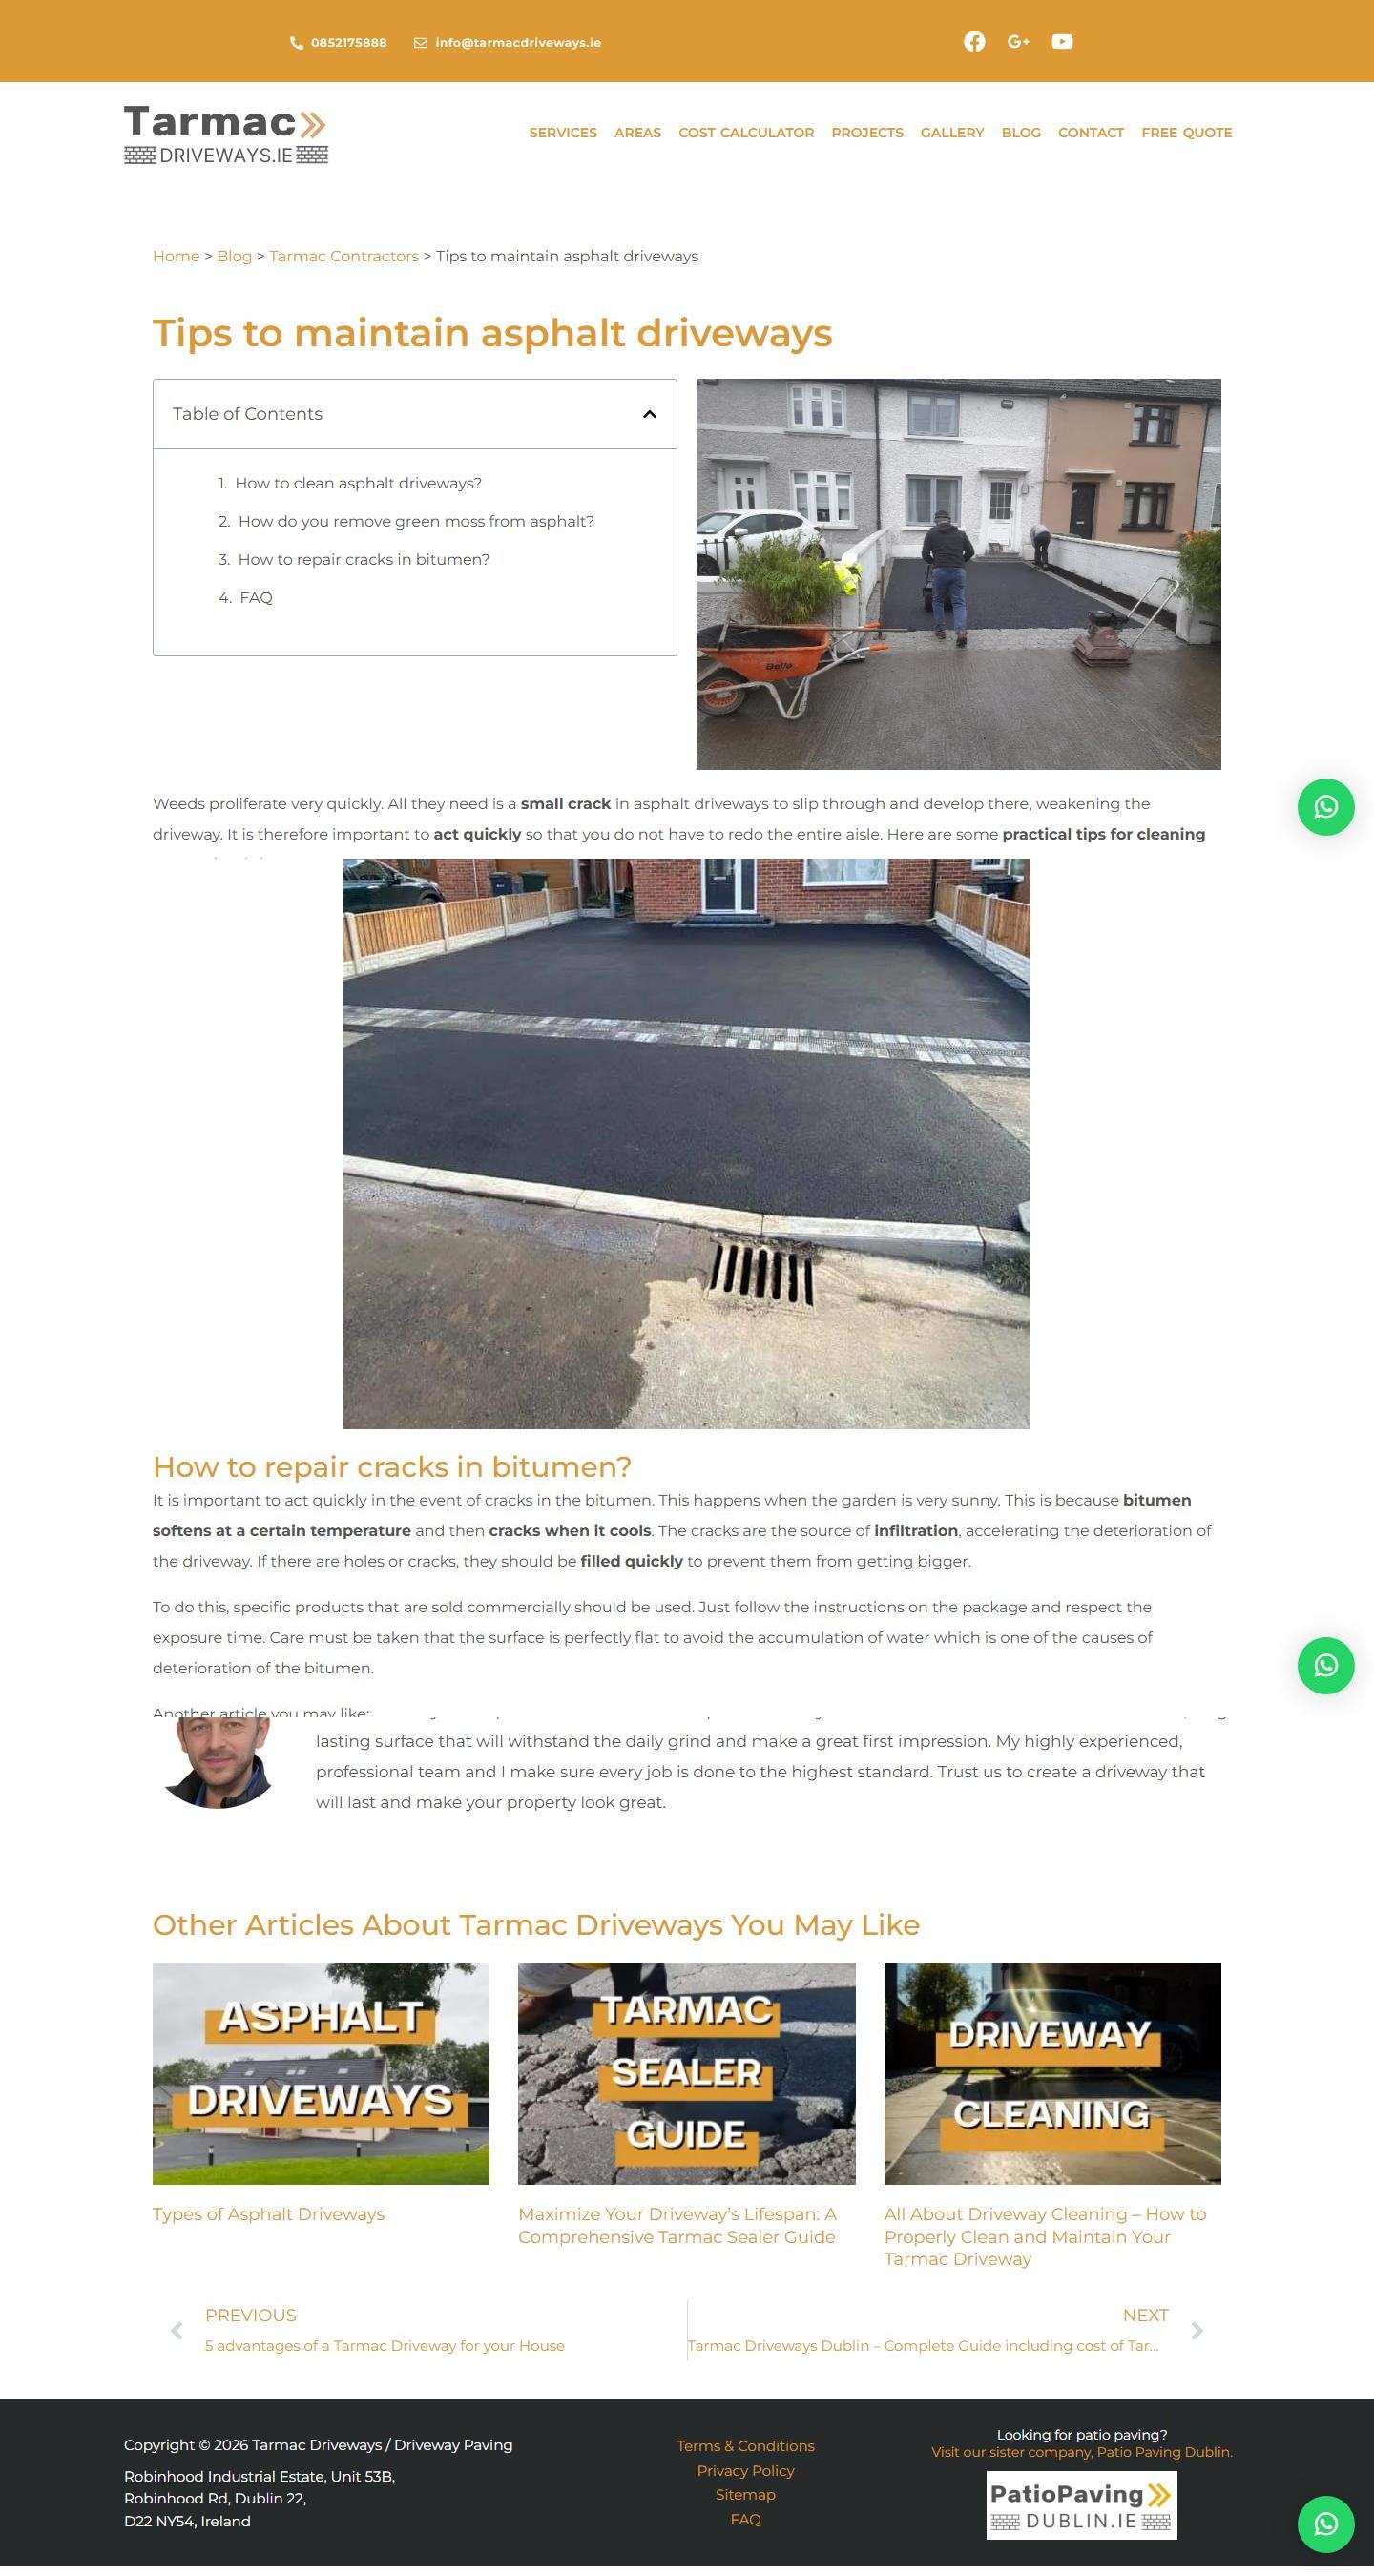 0852175888
info@tarmacdriveways.ie
Tarmac
DRIVEWAYS.IE
SERVICES AREAS COST CALCULATOR PROJECTS GALLERY BLOG CONTACT FREE QUOTE
Home > Blog > Tarmac Contractors > Tips to maintain asphalt driveways
Tips to maintain asphalt driveways
Table of Contents
1. How to clean asphalt driveways?
2. How do you remove green moss from asphalt?
3. How to repair cracks in bitumen?
4. FAQ
Belle
Weeds proliferate very quickly. All they need is a small crack in asphalt driveways to slip through and develop there, weakening the
driveway. It is therefore important to act quickly so that you do not have to redo the entire aisle. Here are some practical tips for cleaning
How to repair cracks in bitumen?
It is important to act quickly in the event of cracks in the bitumen. This happens when the garden is very sunny. This is because bitumen
softens at a certain temperature and then cracks when it cools. The cracks are the source of infiltration, accelerating the deterioration of
the driveway. If there are holes or cracks, they should be filled quickly to prevent them from getting bigger.
To do this, specific products that are sold commercially should be used. Just follow the instructions on the package and respect the
exposure time. Care must be taken that the surface is perfectly flat to avoid the accumulation of water which is one of the causes of
deterioration of the bitumen.
Another article you may like:
lasting surface that will withstand the daily grind and make a great first impression. My highly experienced,
professional team and I make sure every job is done to the highest standard. Trust us to create a driveway that
will last and make your property look great.
Other Articles About Tarmac Driveways You May Like
ASPHALT
DRIVEWAYS
TARMAC
SEALER
GUIDE
DRIVEWAY
CLEANING
Types of Asphalt Driveways
Maximize Your Driveway’s Lifespan: A
Comprehensive Tarmac Sealer Guide
All About Driveway Cleaning – How to
Properly Clean and Maintain Your
Tarmac Driveway
PREVIOUS
5 advantages of a Tarmac Driveway for your House
NEXT
Tarmac Driveways Dublin – Complete Guide including cost of Tar...
Copyright © 2026 Tarmac Driveways / Driveway Paving
Robinhood Industrial Estate, Unit 53B,
Robinhood Rd, Dublin 22,
D22 NY54, Ireland
Terms & Conditions
Privacy Policy
Sitemap
FAQ
Looking for patio paving?
Visit our sister company, Patio Paving Dublin.
PatioPaving
DUBLIN.IE